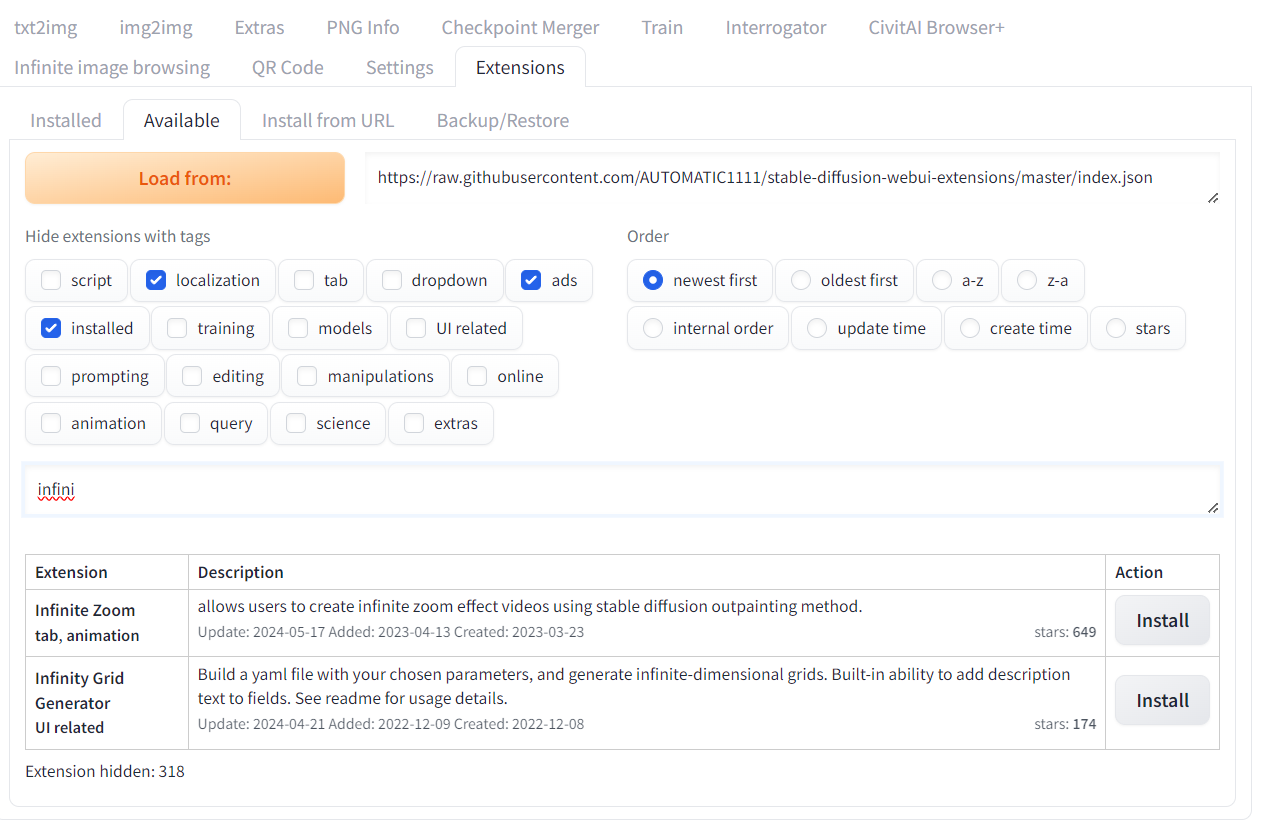 txt2img img2img Extras PNG Info Checkpoint Merger Train Interrogator CivitAI Browser+
Infinite image browsing QR Code Settings Extensions
Installed Available Install from URL Backup/Restore
Load from: https://raw.githubusercontent.com/AUTOMATIC1111/stable-diffusion-webui-extensions/master/index.json
Hide extensions with tags Order
script localization tab dropdown ads newest first oldest first a-z z-a
installed training models UI related internal order update time create time stars
prompting editing manipulations online
animation query science extras
infini
Extension Description Action
Infinite Zoom
tab, animation
allows users to create infinite zoom effect videos using stable diffusion outpainting method.
Update: 2024-05-17 Added: 2023-04-13 Created: 2023-03-23 stars: 649
Install
Infinity Grid
Generator
UI related
Build a yaml file with your chosen parameters, and generate infinite-dimensional grids. Built-in ability to add description
text to fields. See readme for usage details.
Update: 2024-04-21 Added: 2022-12-09 Created: 2022-12-08 stars: 174
Install
Extension hidden: 318